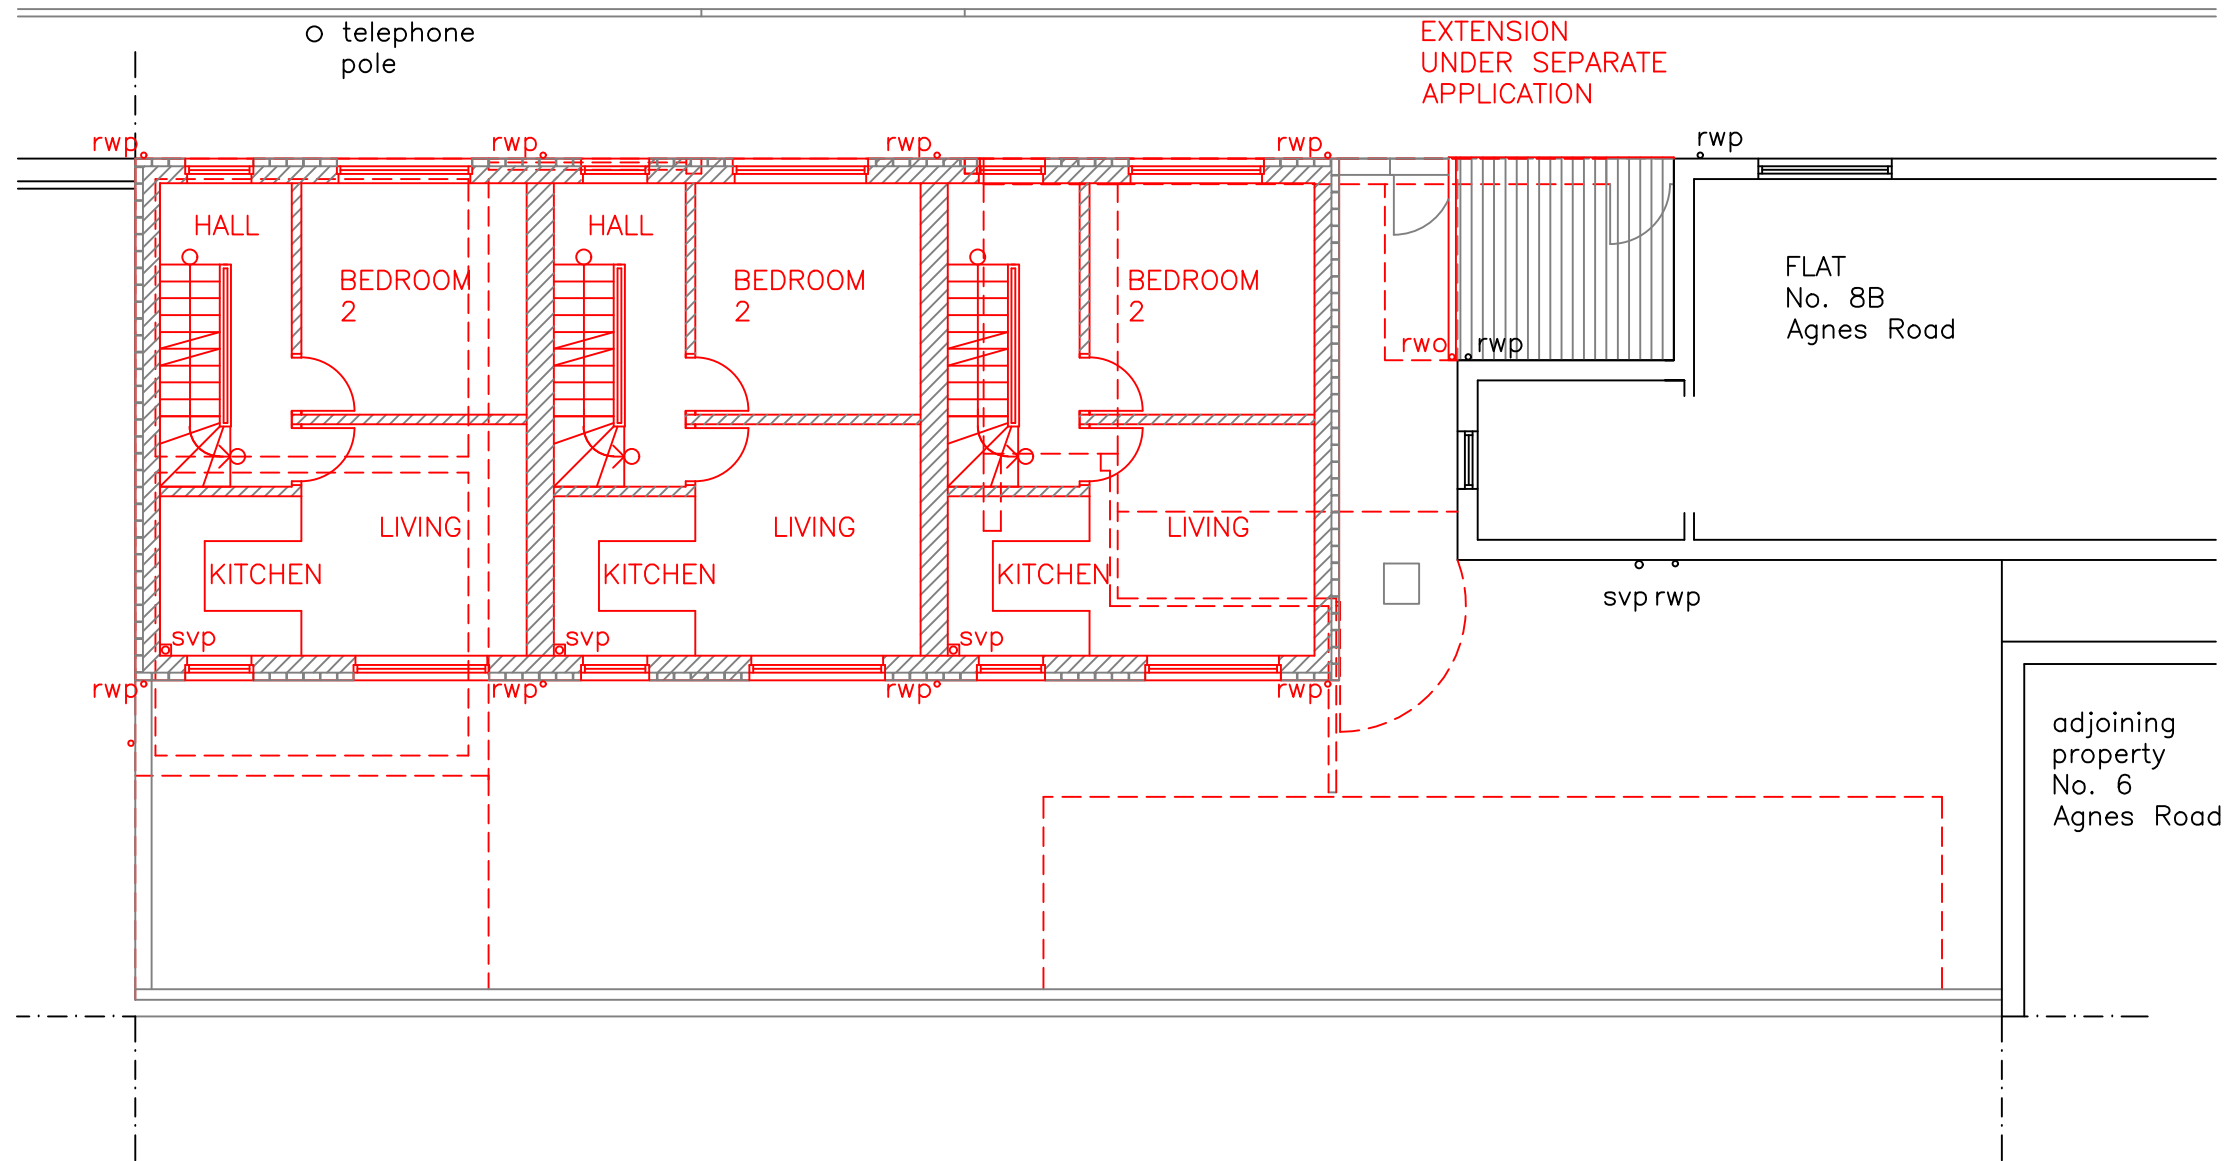 telephone
pole
EXTENSION
UNDER SEPARATE
APPLICATION
rwp
rwp
rwp
rwp
rwp
HALL
HALL
BEDROOM
2
BEDROOM
2
BEDROOM
2
FLAT
No. 8B
Agnes Road
rwo
rwp
LIVING
LIVING
LIVING
KITCHEN
KITCHEN
KITCHEN
svp
rwp
svp
svp
svp
rwp
rwp
rwp
rwp
adjoining
property
No. 6
Agnes Road